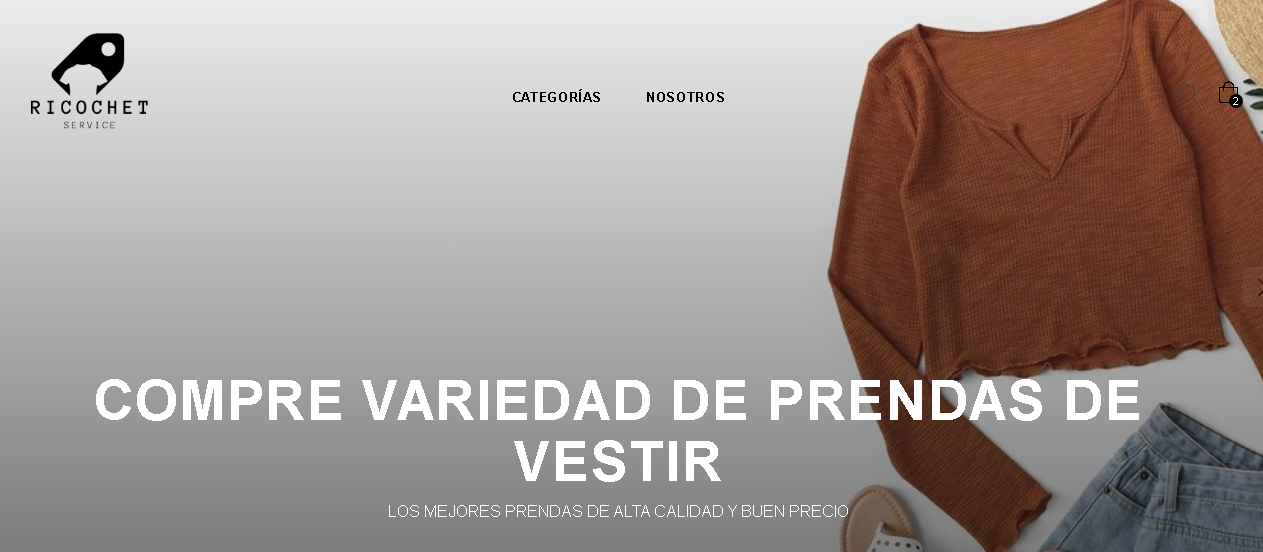 RICOCHET
SERVICE
CATEGORÍAS NOSOTROS
2
COMPRE VARIEDAD DE PRENDAS DE
VESTIR
LOS MEJORES PRENDAS DE ALTA CALIDAD Y BUEN PRECIO